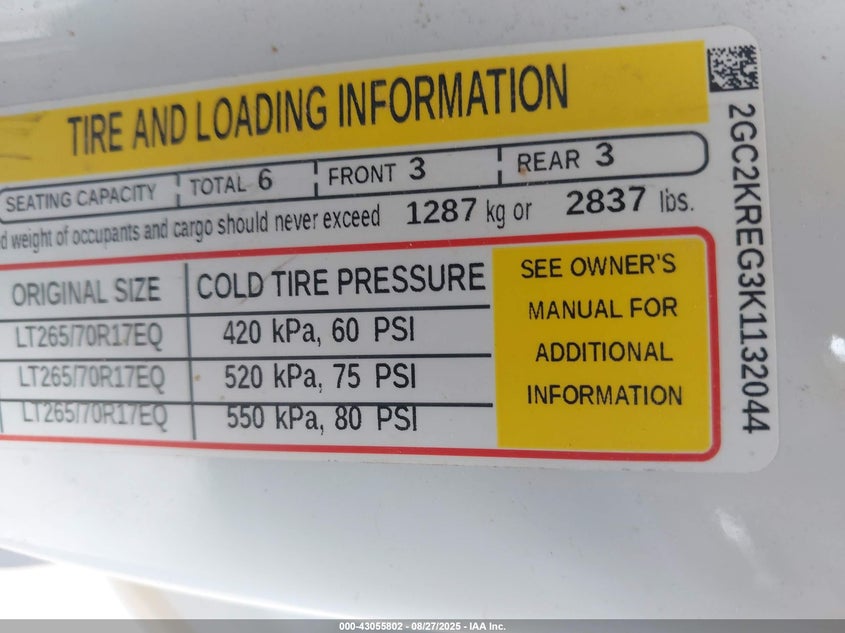 TIRE AND LOADING INFORMATION
SEATING CAPACITY TOTAL 6 FRONT 3 REAR 3
weight of occupants and cargo should never exceed 1287 kg or 2837 lbs.
ORIGINAL SIZE COLD TIRE PRESSURE
LT265/70R17EQ 420 kPa, 60 PSI
LT265/70R17EQ 520 kPa, 75 PSI
LT265/70R17EQ 550 kPa, 80 PSI
SEE OWNER'S
MANUAL FOR
ADDITIONAL
INFORMATION
2GC2KREG3K1132044
000-43055802 - 08/27/2025 - IAA Inc.